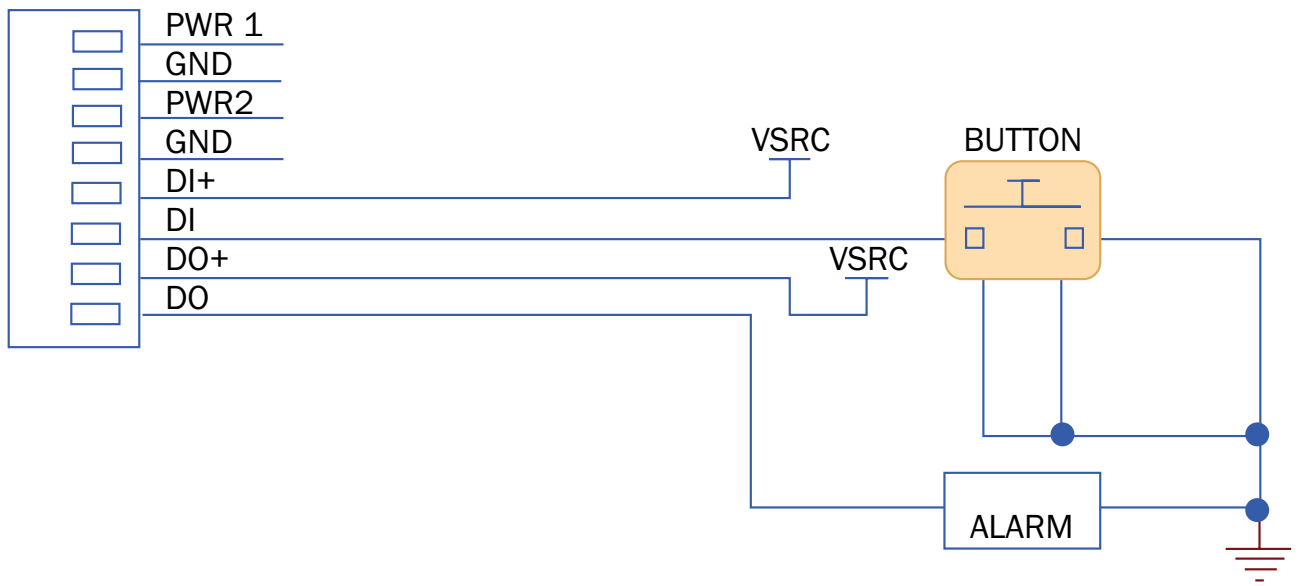 PWR 1
GND
PWR2
GND
VSRC
BUTTON
DI+
DI
DO+
VSRC
DO
ALARM